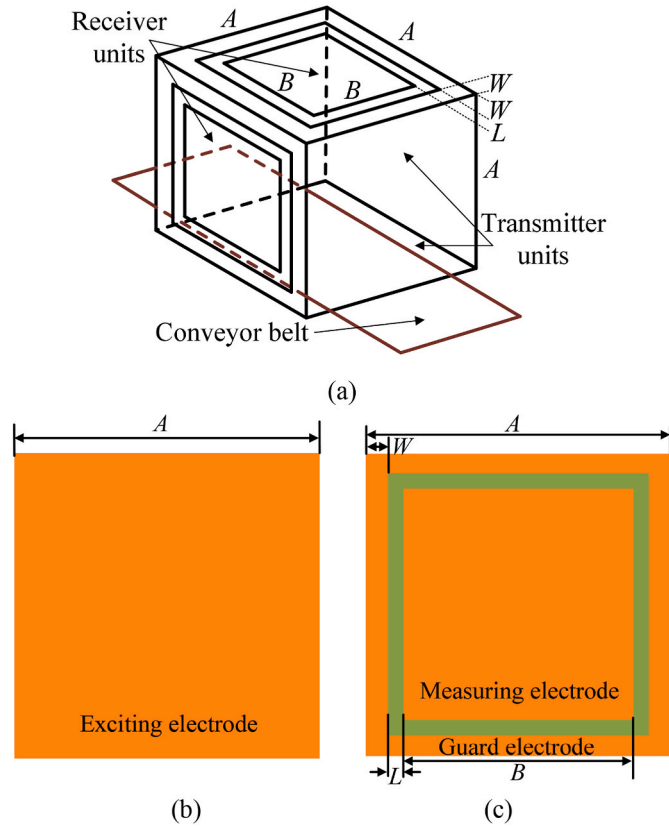 A
A
Receiver
units
B
B
W
W
L
A
Transmitter
units
Conveyor belt
(a)
A
A
W
Exciting electrode
Measuring electrode
Guard electrode
L
B
(b)
(c)